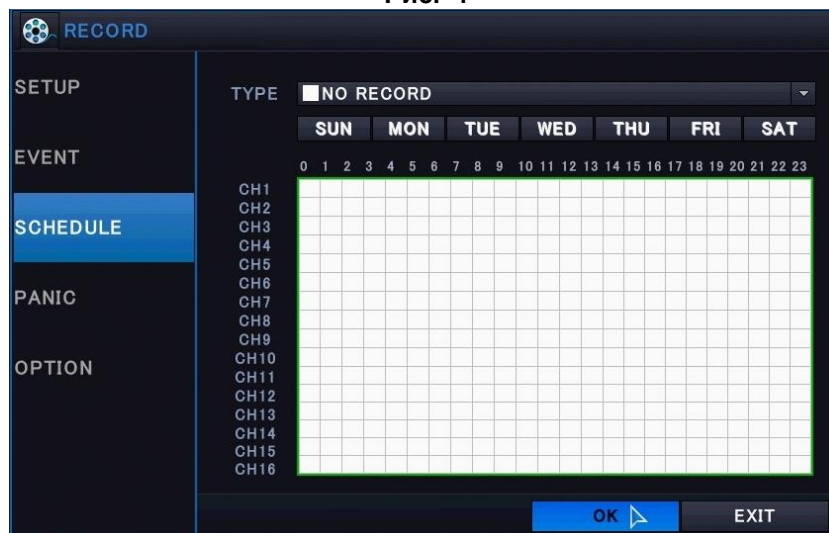 RECORD
SETUP
EVENT
SCHEDULE
PANIC
OPTION
TYPE NO RECORD
SUN MON TUE WED THU FRI SAT
0 1 2 3 4 5 6 7 8 9 10 11 12 13 14 15 16 17 18 19 20 21 22 23
CH1
CH2
CH3
CH4
CH5
CH6
CH7
CH8
CH9
CH10
CH11
CH12
CH13
CH14
CH15
CH16
OK EXIT